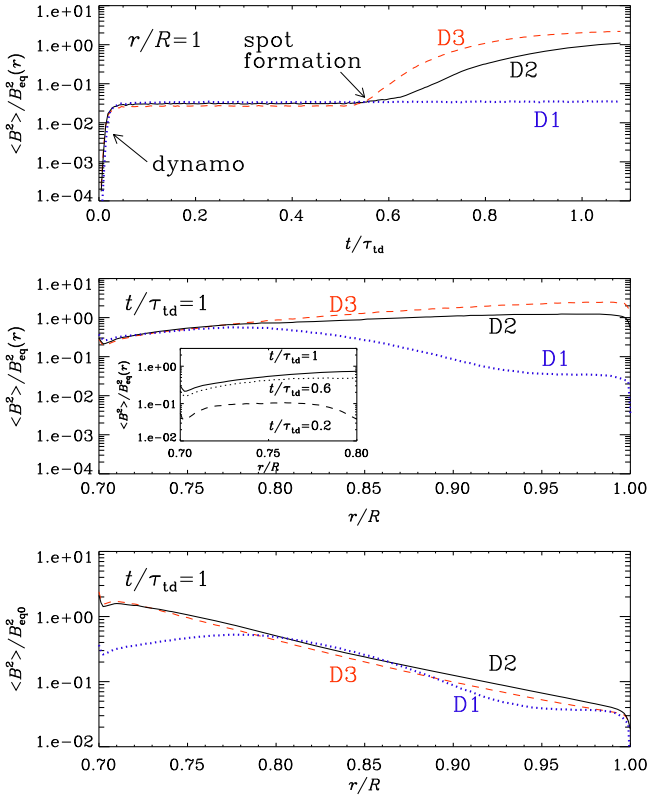 1.e+01
1.e+00
1.e-01
1.e-02
1.e-03
1.e-04
<B²>/B²eq(r)
r/R=1
spot
formation
D3
D2
D1
dynamo
0.0 0.2 0.4 0.6 0.8 1.0
t/τtd
1.e+01
1.e+00
1.e-01
1.e-02
1.e-03
1.e-04
<B²>/B²eq(r)
t/τtd=1
D3
D2
D1
1.e+00
1.e-01
1.e-02
<B²>/B²eq(r)
t/τtd=1
t/τtd=0.6
t/τtd=0.2
0.70 0.75 0.80
r/R
0.70 0.75 0.80 0.85 0.90 0.95 1.00
r/R
1.e+01
1.e+00
1.e-01
1.e-02
<B²>/B²eq0
t/τtd=1
D2
D3
D1
0.70 0.75 0.80 0.85 0.90 0.95 1.00
r/R